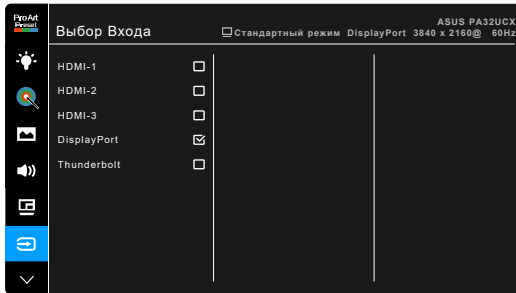 ProArt
Preset
Выбор Входа
ASUS PA32UCX
Стандартный режим DisplayPort 3840 x 2160@ 60Hz
HDMI-1
HDMI-2
HDMI-3
DisplayPort
Thunderbolt